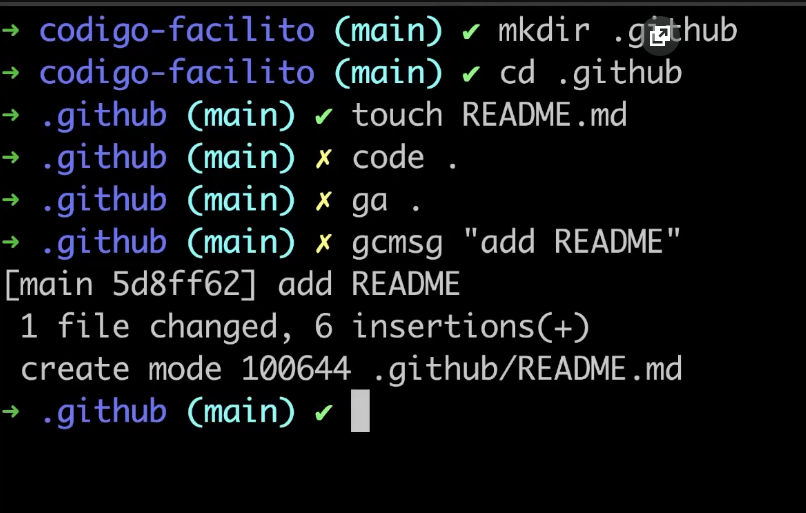 ➜ codigo-facilito (main) ✔ mkdir .github
➜ codigo-facilito (main) ✔ cd .github
➜ .github (main) ✔ touch README.md
➜ .github (main) ✗ code .
➜ .github (main) ✗ ga .
➜ .github (main) ✗ gcmsg "add README"
[main 5d8ff62] add README
1 file changed, 6 insertions(+)
create mode 100644 .github/README.md
➜ .github (main) ✔